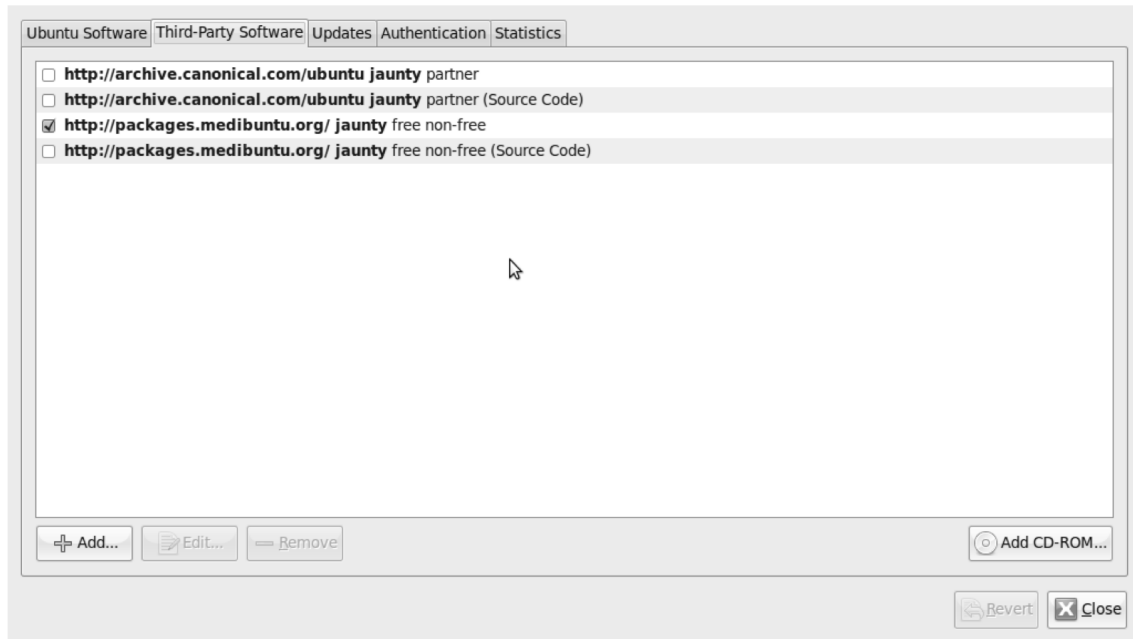 Ubuntu Software Third-Party Software Updates Authentication Statistics
http://archive.canonical.com/ubuntu jaunty partner
http://archive.canonical.com/ubuntu jaunty partner (Source Code)
http://packages.medibuntu.org/ jaunty free non-free
http://packages.medibuntu.org/ jaunty free non-free (Source Code)
Add... Edit... Remove Add CD-ROM...
Revert Close